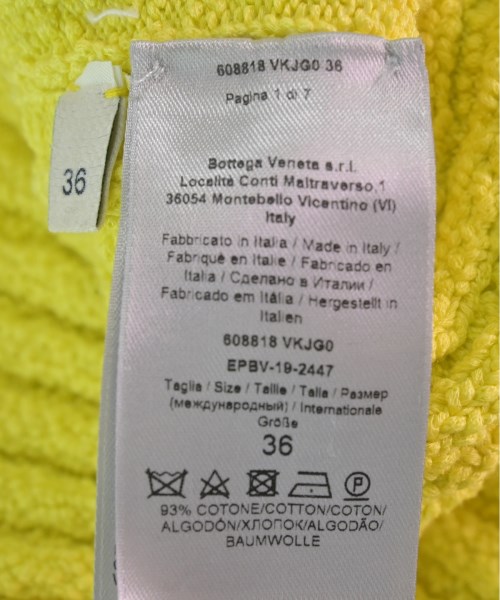 608818 VKJG0 36
Pagina 1 di 7
36
Bottega Veneta s.r.l.
Località Conti Maltraverso,1
36054 Montebello Vicentino (VI)
Italy
Fabbricato in Italia / Made in Italy /
Fabriqué en Italie / Fabricado en
Italia / Сделано в Италии /
Fabricado em Itália / Hergestellt in
Italien
608818 VKJG0
EPBV-19-2447
Taglia / Size / Taille / Talla / Размер
(международный) / Internationale
Größe
36
P
93% COTONE/COTTON/COTON/
ALGODÓN/ХЛОПОК/ALGODÃO/
BAUMWOLLE